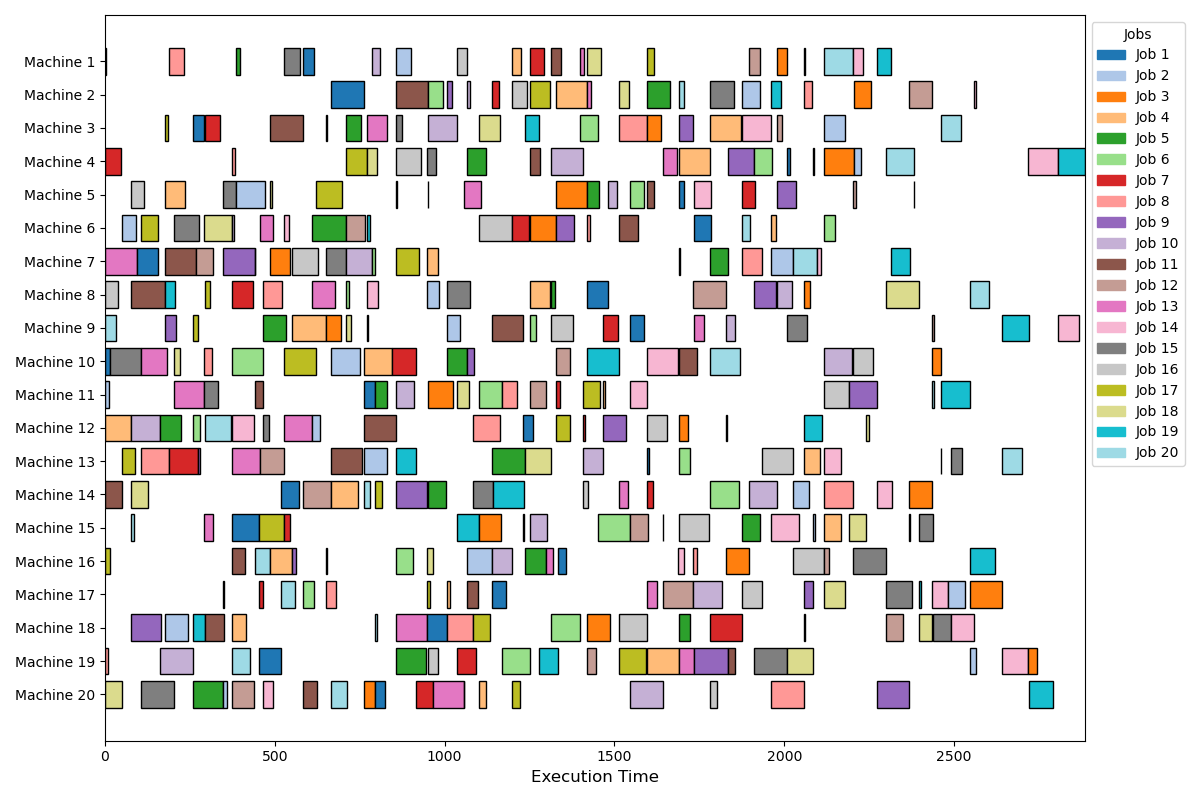 Machine 1
Machine 2
Machine 3
Machine 4
Machine 5
Machine 6
Machine 7
Machine 8
Machine 9
Machine 10
Machine 11
Machine 12
Machine 13
Machine 14
Machine 15
Machine 16
Machine 17
Machine 18
Machine 19
Machine 20
0 500 1000 1500 2000 2500
Execution Time
Jobs
Job 1
Job 2
Job 3
Job 4
Job 5
Job 6
Job 7
Job 8
Job 9
Job 10
Job 11
Job 12
Job 13
Job 14
Job 15
Job 16
Job 17
Job 18
Job 19
Job 20